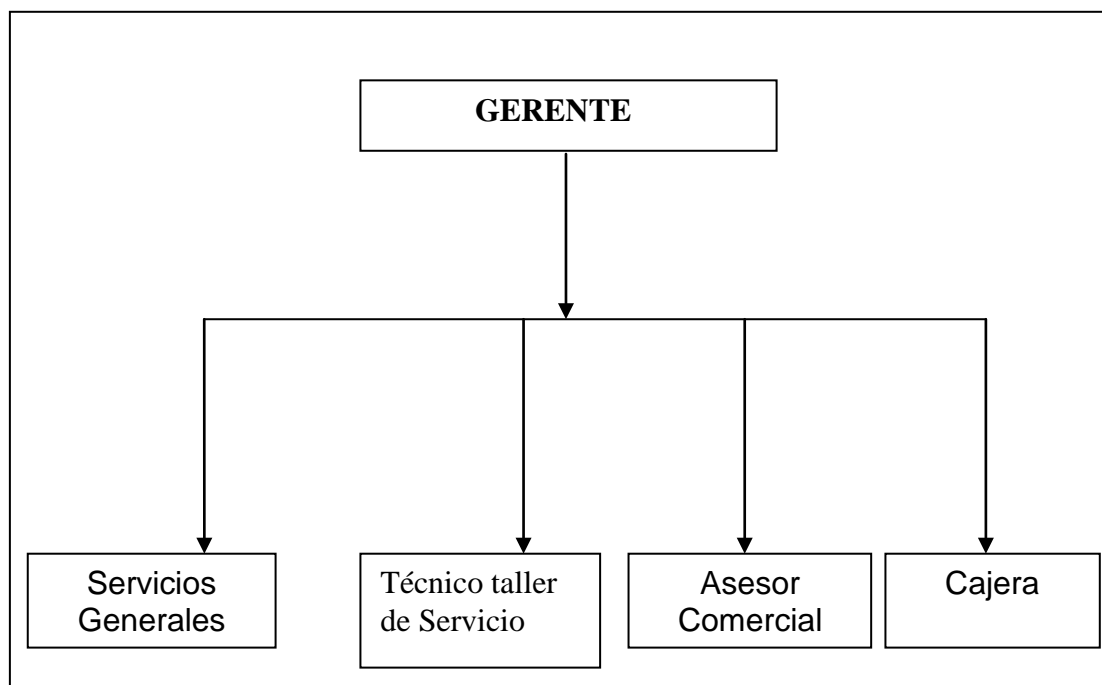 GERENTE
Servicios
Generales
Técnico taller
de Servicio
Asesor
Comercial
Cajera